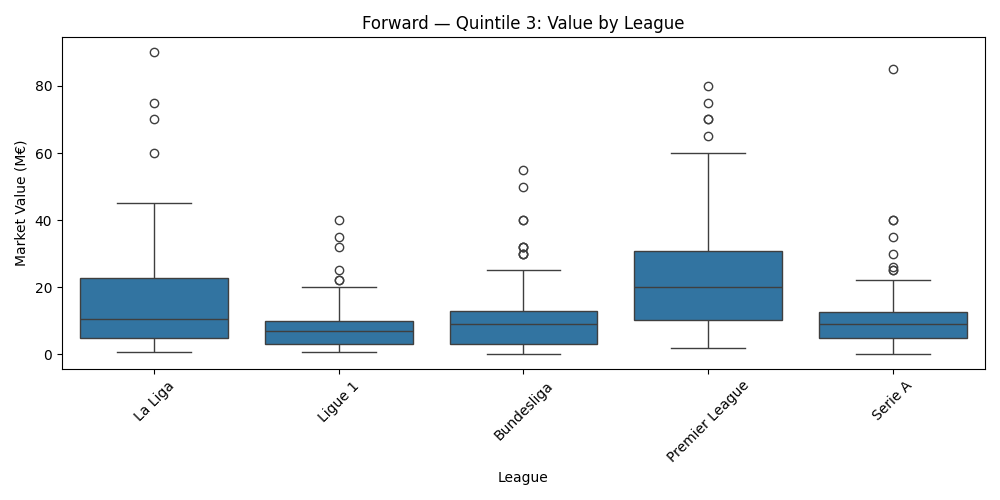 Forward — Quintile 3: Value by League
Market Value (M€)
80
60
40
20
0
La Liga
Ligue 1
Bundesliga
Premier League
Serie A
League